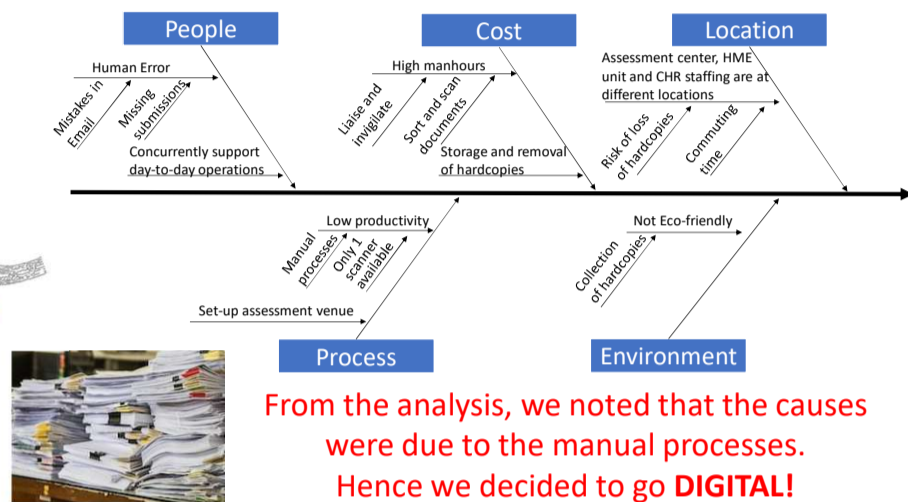 People
Cost
Location
Human Error
Mistakes in
Email
Missing
submissions
Concurrently support
day-to-day operations
High manhours
Liaise and
invigilate
Sort and scan
documents
Storage and removal
of hardcopies
Assessment center, HME
unit and CHR staffing are at
different locations
Risk of loss
of hardcopies
Commuting
time
Low productivity
Manual
processes
Only 1
scanner
available
Set-up assessment venue
Not Eco-friendly
Collection
of hardcopies
Process
Environment
From the analysis, we noted that the causes
were due to the manual processes.
Hence we decided to go DIGITAL!